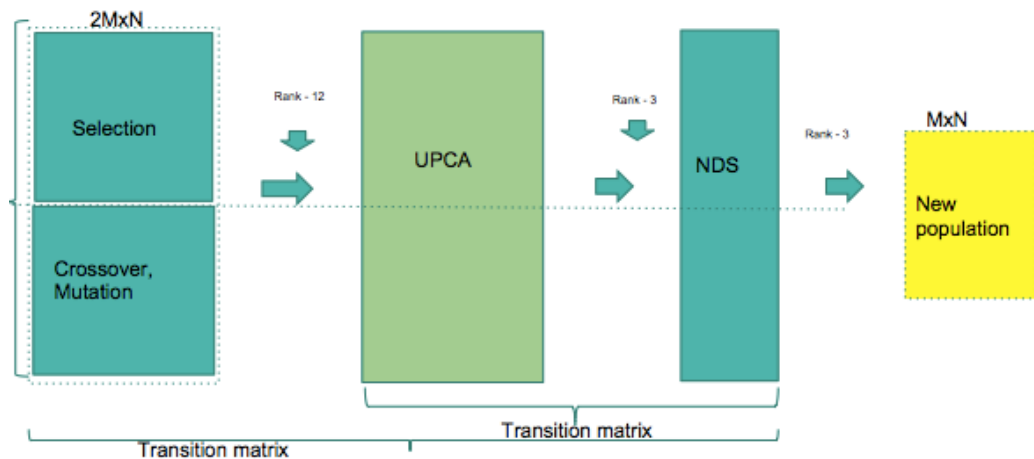 2MxN
Selection
Crossover,
Mutation
Rank - 12
UPCA
Rank - 3
NDS
Rank - 3
MxN
New
population
Transition matrix
Transition matrix